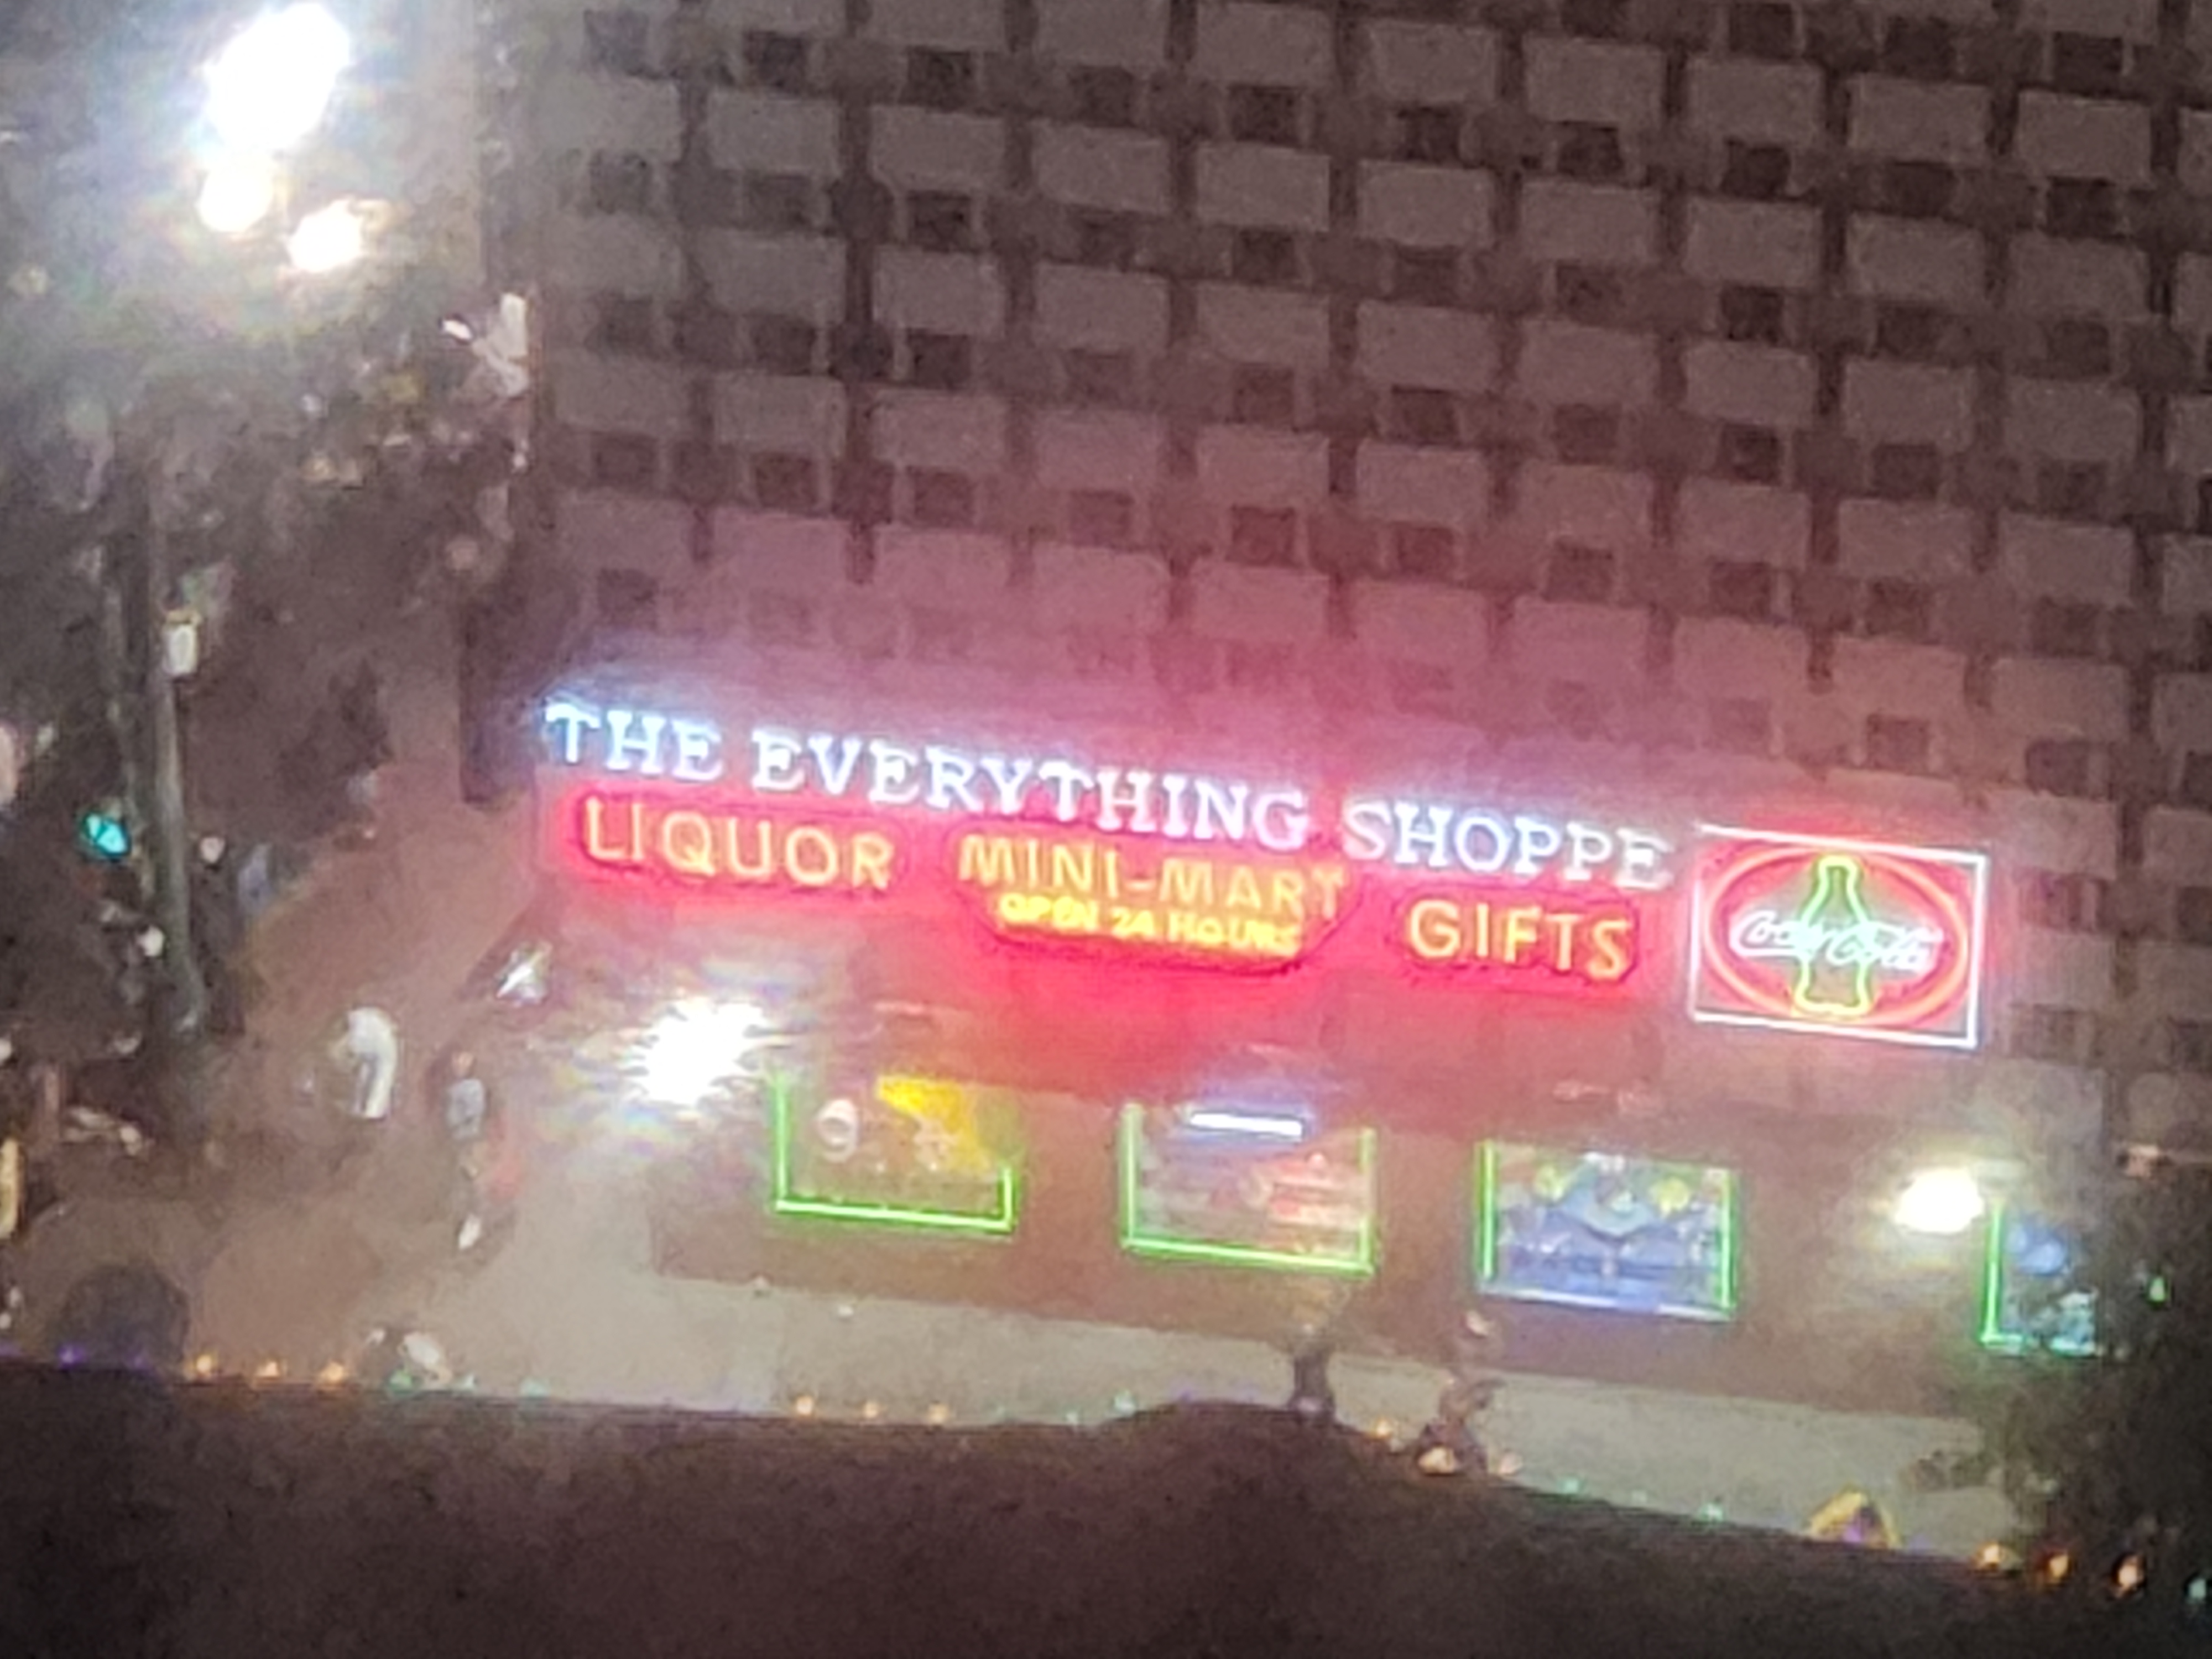 THE EVERYTHING SHOPPE
LIQUOR
MINI-MART
OPEN 24 HOURS
GIFTS
Coca-Cola